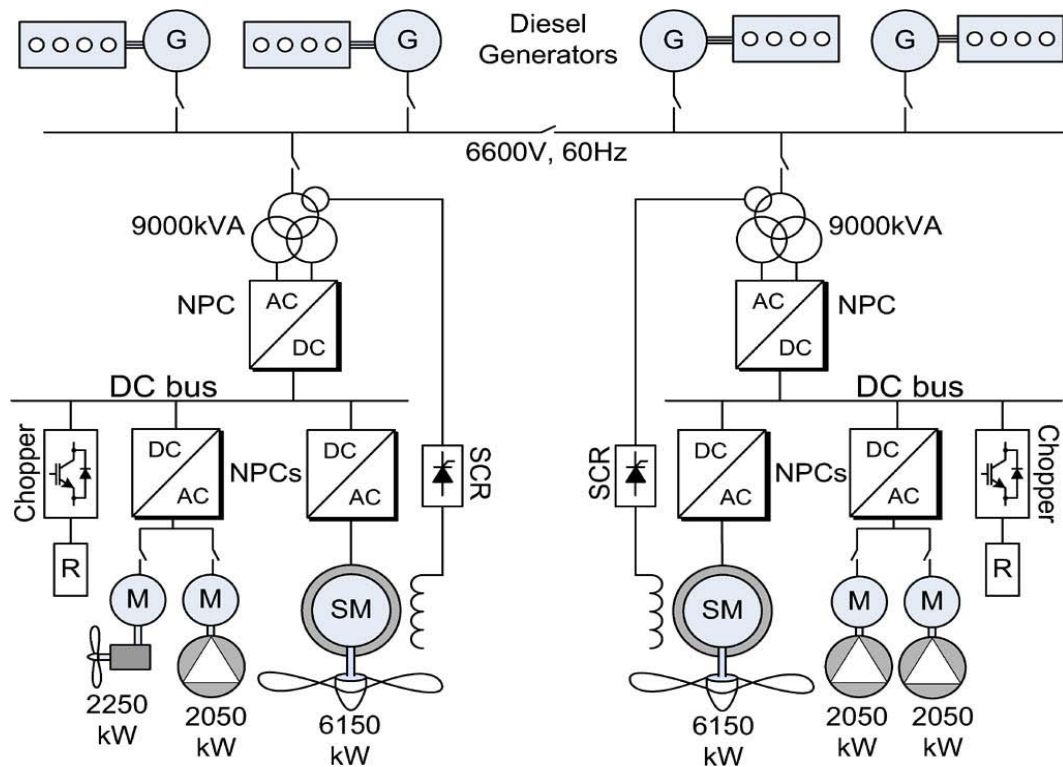 G
G
Diesel
Generators
G
G
6600V, 60Hz
9000kVA
9000kVA
NPC
AC
DC
AC
DC
NPC
DC bus
DC bus
Chopper
DC
AC
NPCs
DC
AC
SCR
SCR
DC
AC
NPCs
DC
AC
Chopper
R
R
M
M
SM
SM
M
M
2250
kW
2050
kW
6150
kW
6150
kW
2050
kW
2050
kW